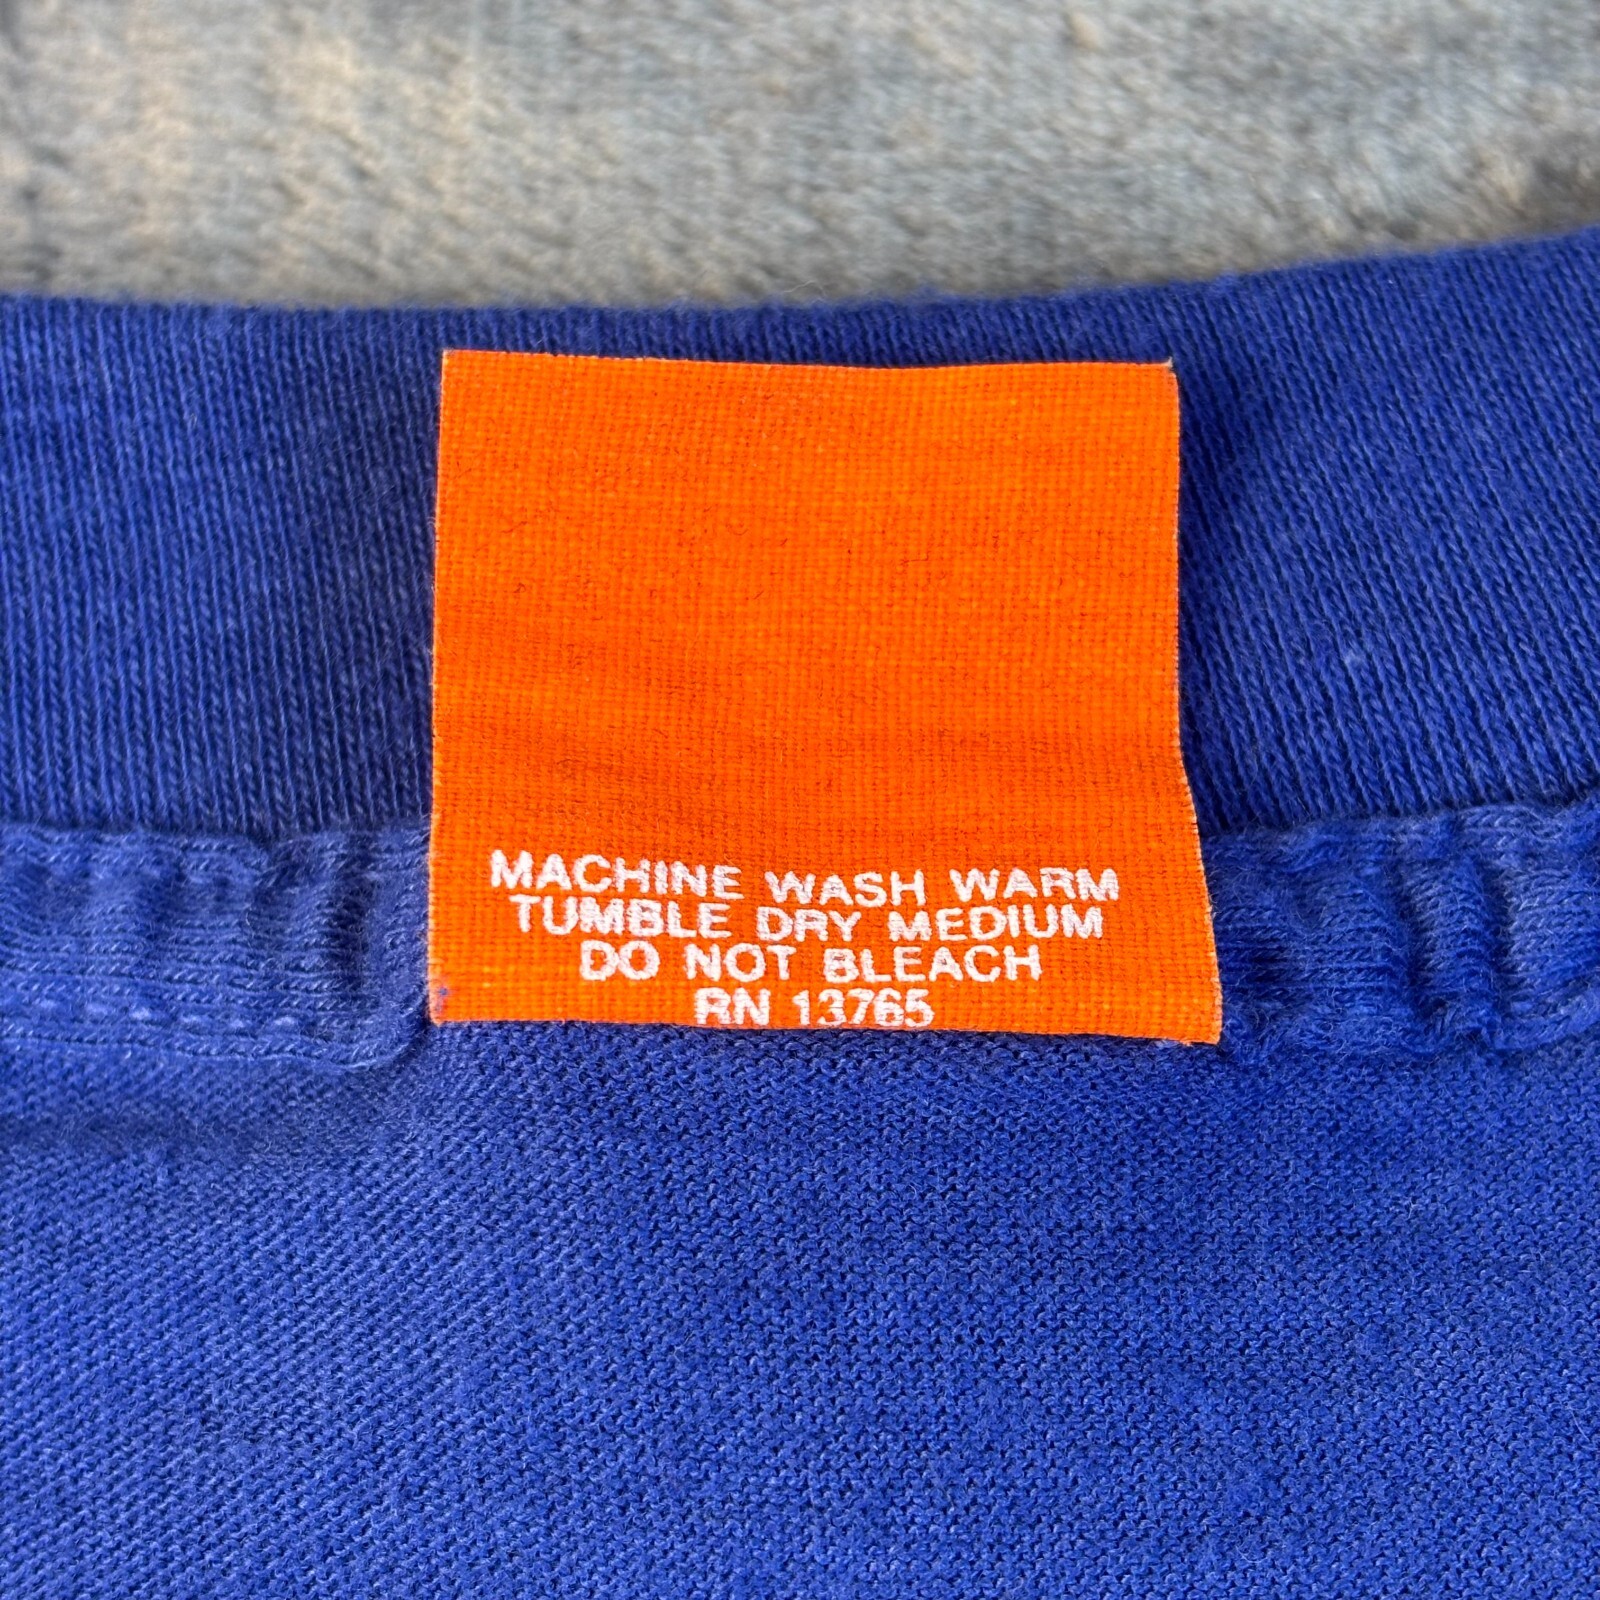 MACHINE WASH WARM
TUMBLE DRY MEDIUM
DO NOT BLEACH
RN 13765